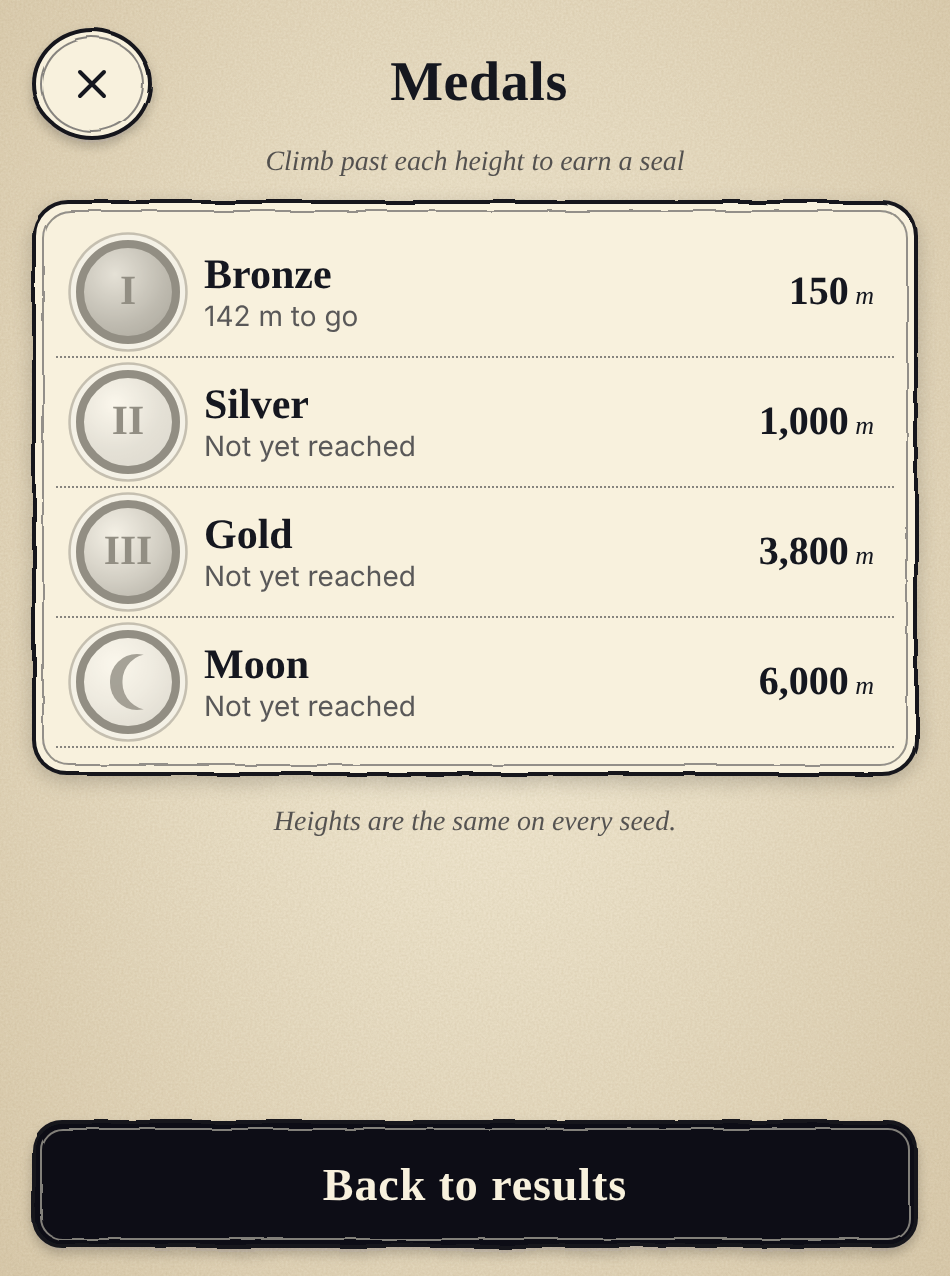 Medals
Climb past each height to earn a seal
I
Bronze
142 m to go
150 m
II
Silver
Not yet reached
1,000 m
III
Gold
Not yet reached
3,800 m
Moon
Not yet reached
6,000 m
Heights are the same on every seed.
Back to results